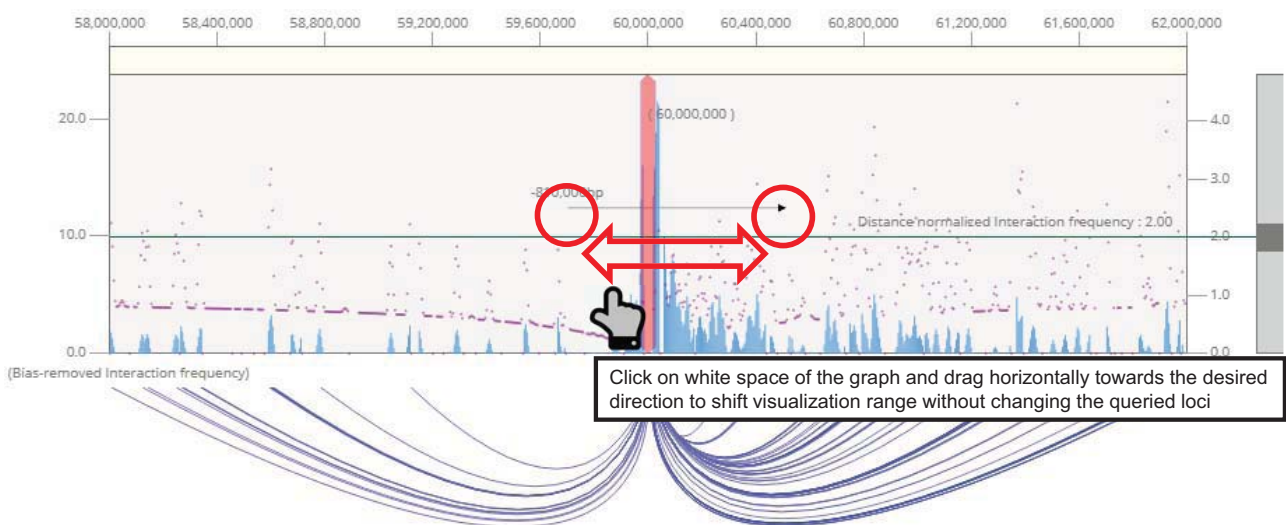 58,000,000 58,400,000 58,800,000 59,200,000 59,600,000 60,000,000 60,400,000 60,800,000 61,200,000 61,600,000 62,000,000
20.0
( 60,000,000 )
4.0
3.0
-810,000bp
Distance normalised Interaction frequency : 2.00
10.0
2.0
1.0
0.0
0.0
(Bias-removed Interaction frequency)
Click on white space of the graph and drag horizontally towards the desired
direction to shift visualization range without changing the queried loci